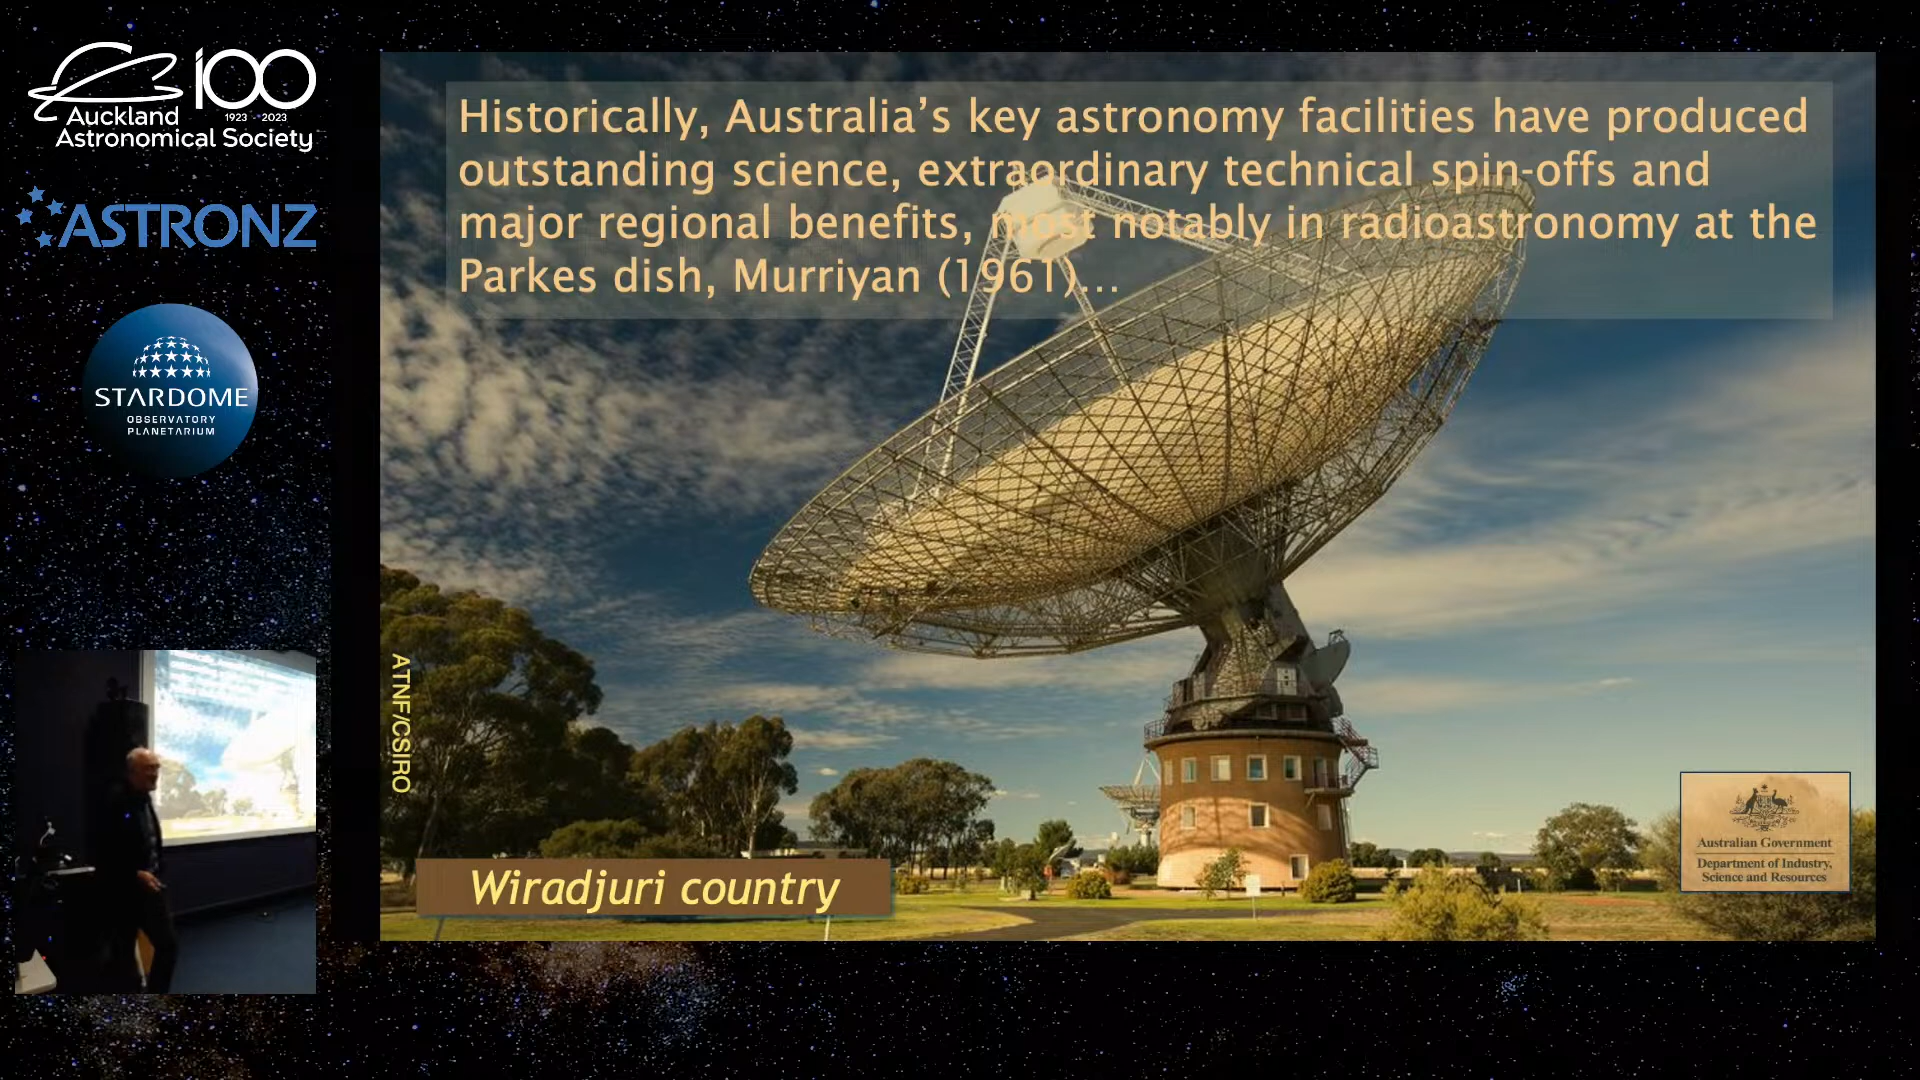 100
1923 - 2023
Auckland
Astronomical Society
ASTRONZ
STARDOME
OBSERVATORY
PLANETARIUM
Historically, Australia's key astronomy facilities have produced
outstanding science, extraordinary technical spin-offs and
major regional benefits, most notably in radioastronomy at the
Parkes dish, Murriyan (1961)...
ATNF/CSIRO
Wiradjuri country
Australian Government
Department of Industry,
Science and Resources